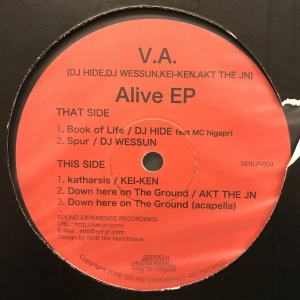 V.A.
(DJ HIDE,DJ WESSUN,KEI-KEN,AKT THE JN)
Alive EP
THAT SIDE
1. Book of Life / DJ HIDE feat MC higapri
2. Spur / DJ WESSUN
SERLP-004
THIS SIDE
1. katharsis / KEI-KEN
2. Down here on The Ground / AKT THE JN
3. Down here on The Ground (acapella)
SOUND EXPERIENCE RECORDINGS
Design by ROB the Hunchback.